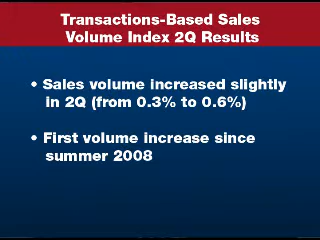 Transactions-Based Sales
Volume Index 2Q Results
• Sales volume increased slightly
in 2Q (from 0.3% to 0.6%)
• First volume increase since
summer 2008